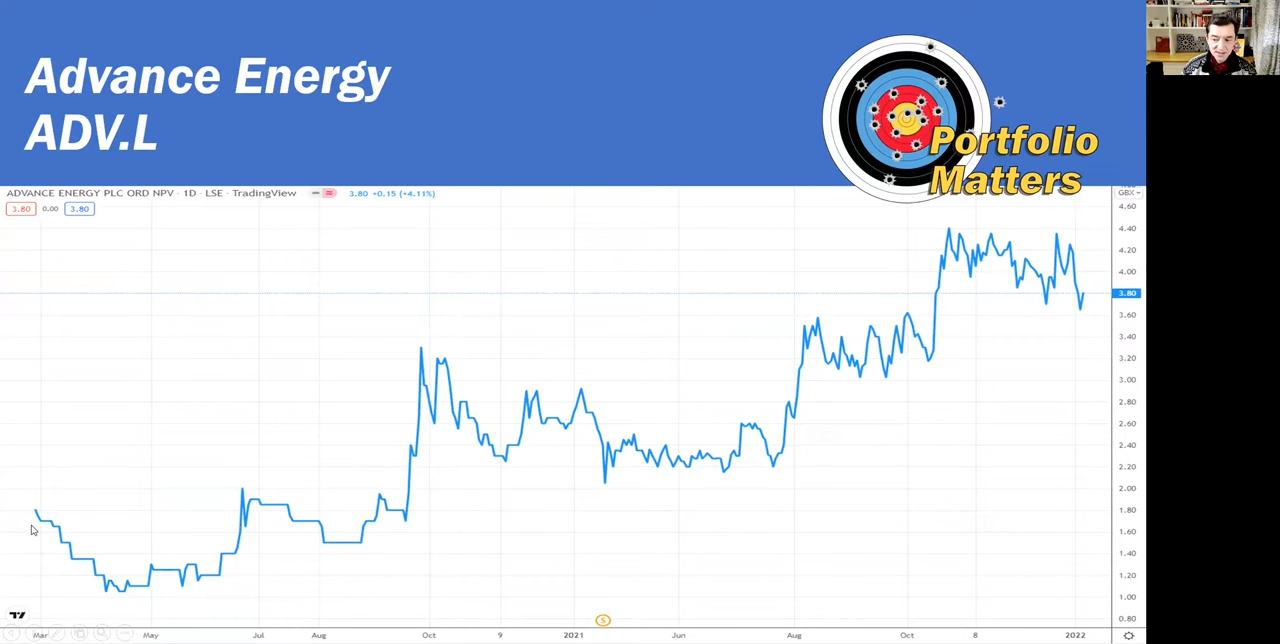 Advance Energy
ADV.L
Portfolio
Matters
ADVANCE ENERGY PLC ORD NPV · 1D · LSE · TradingView 3.80 +0.15 (+4.11%)
3.80 0.00 3.80
GBX
4.60
4.40
4.20
4.00
3.80
3.60
3.40
3.20
3.00
2.80
2.60
2.40
2.20
2.00
1.80
1.60
1.40
1.20
1.00
0.80
S
Mar May Jul Aug Oct 9 2021 Jun Aug Oct 8 2022